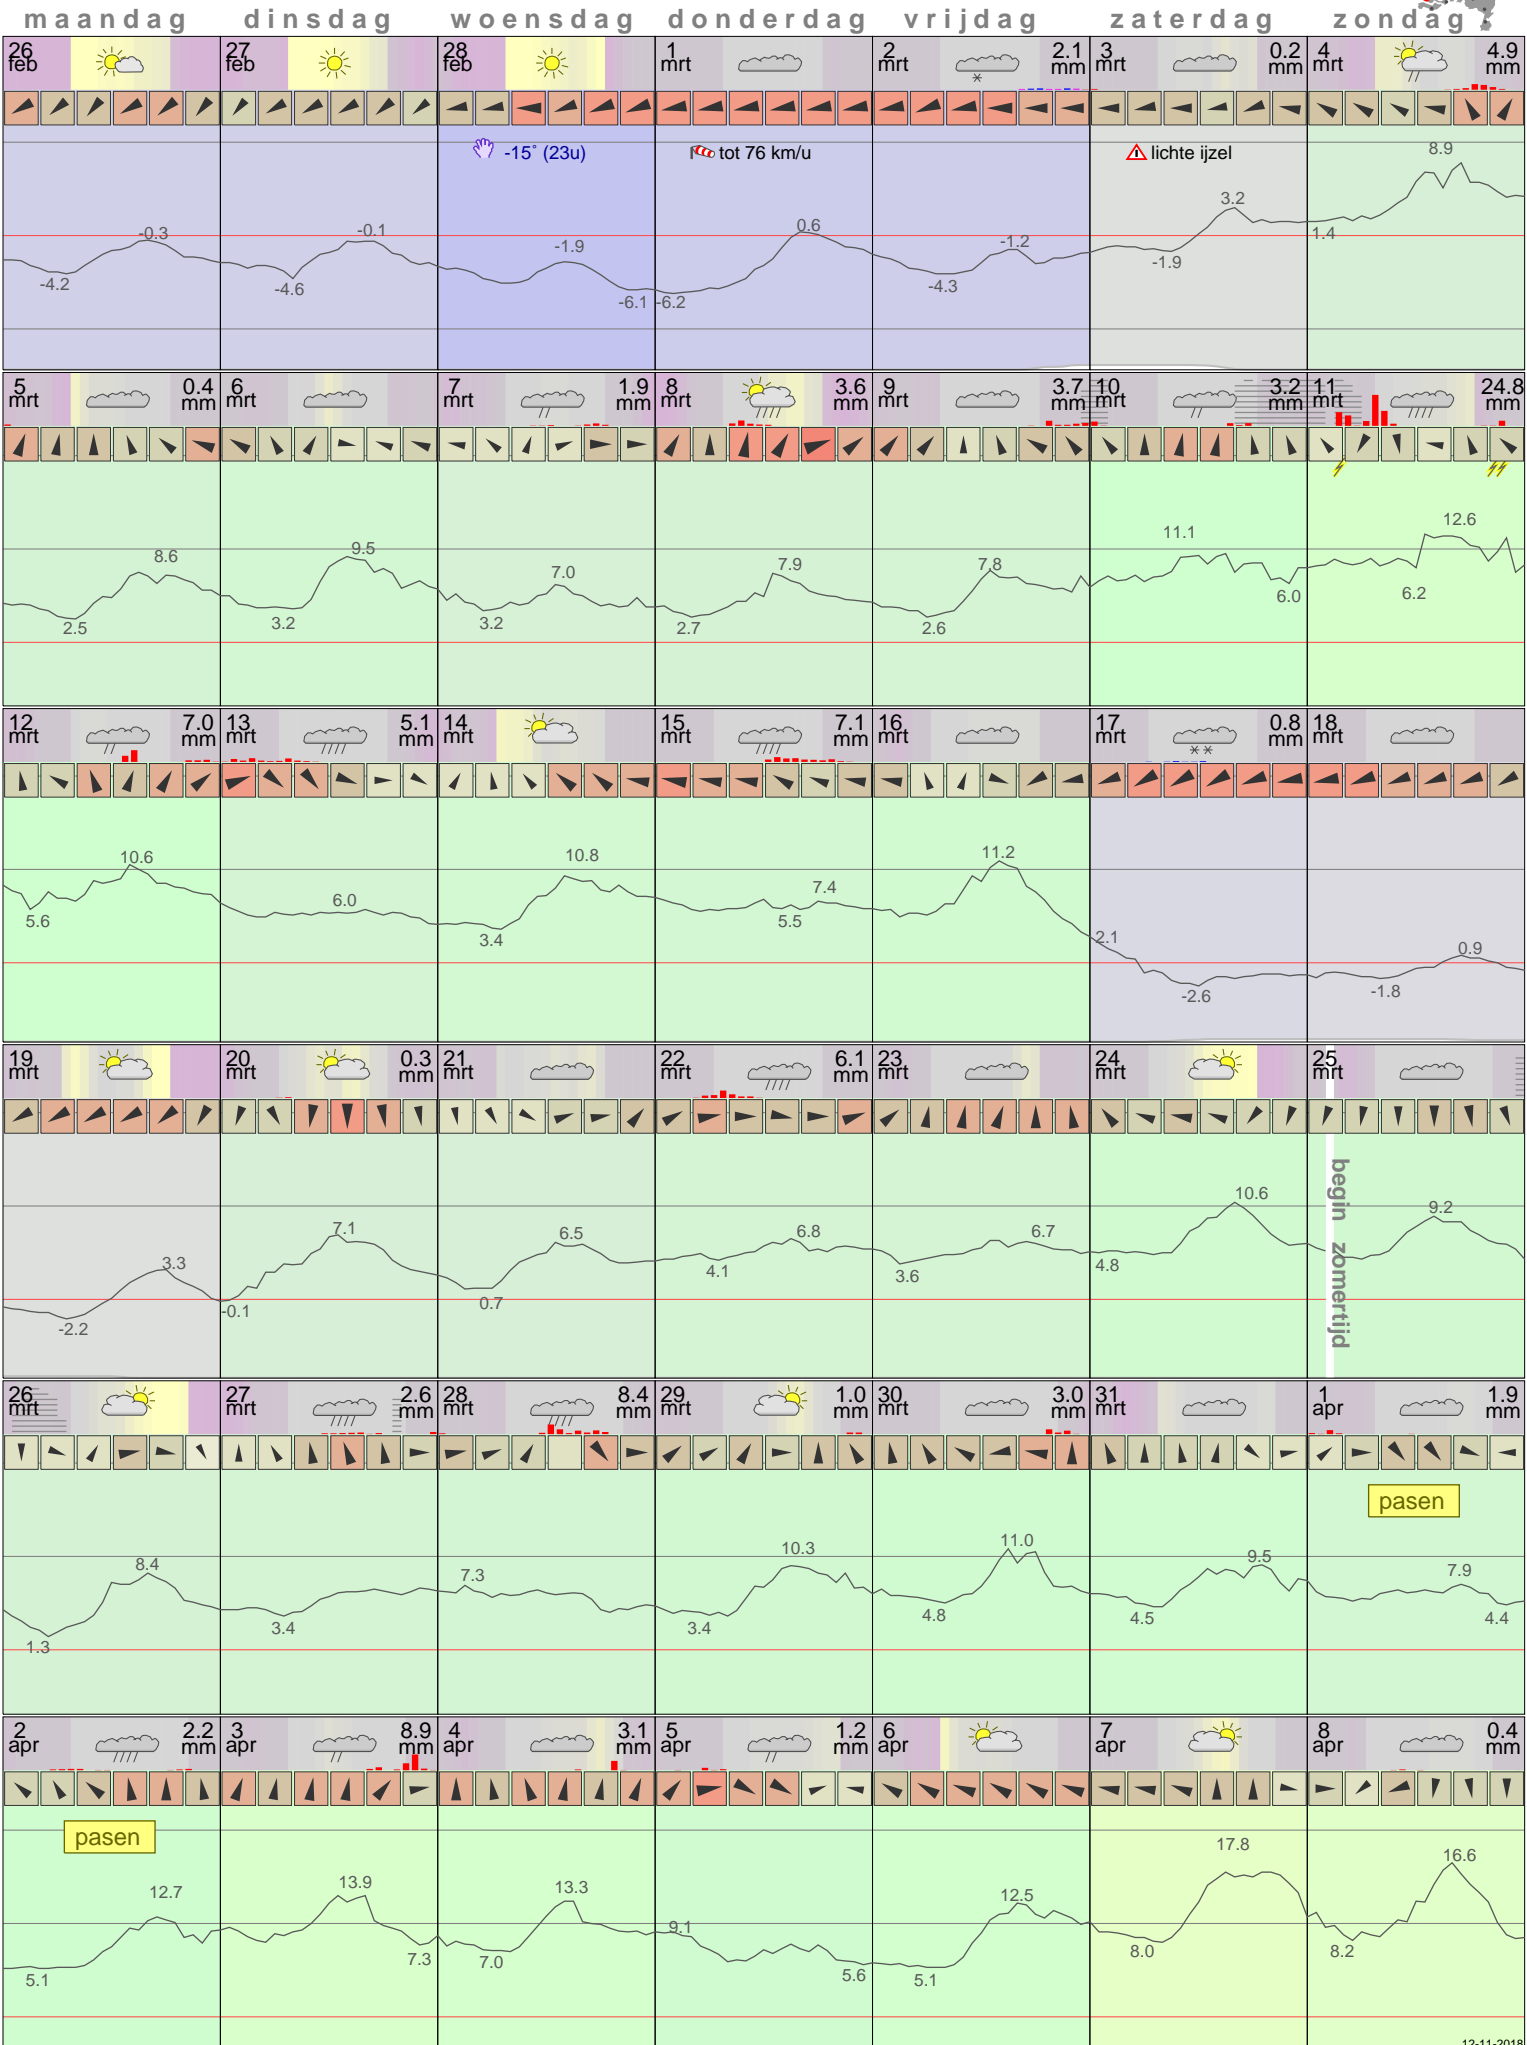 maandag dinsdag woensdag donderdag vrijdag zaterdag zondag
26 feb
27 feb
28 feb
1 mrt
2 mrt 2.1 mm
3 mrt 0.2 mm
4 mrt 4.9 mm
-15° (23u) tot 76 km/u lichte ijzel
-4.2 -0.3 -4.6 -0.1 -1.9 -6.1 -6.2 0.6 -4.3 -1.2 -1.9 3.2 1.4 8.9
5 mrt 0.4 mm
6 mrt
7 mrt 1.9 mm
8 mrt 3.6 mm
9 mrt 3.7 mm
10 mrt 3.2 mm
11 mrt 24.8 mm
2.5 8.6 3.2 9.5 3.2 7.0 2.7 7.9 2.6 7.8 11.1 6.0 6.2 12.6
12 mrt 7.0 mm
13 mrt 5.1 mm
14 mrt
15 mrt 7.1 mm
16 mrt
17 mrt 0.8 mm
18 mrt
5.6 10.6 6.0 3.4 10.8 5.5 7.4 11.2 2.1 -2.6 -1.8 0.9
19 mrt
20 mrt 0.3 mm
21 mrt
22 mrt 6.1 mm
23 mrt
24 mrt
25 mrt
begin zomertijd
-2.2 3.3 -0.1 7.1 0.7 6.5 4.1 6.8 3.6 6.7 4.8 10.6 9.2
26 mrt
27 mrt 2.6 mm
28 mrt 8.4 mm
29 mrt 1.0 mm
30 mrt 3.0 mm
31 mrt
1 apr 1.9 mm
pasen
1.3 8.4 3.4 7.3 3.4 10.3 4.8 11.0 4.5 9.5 7.9 4.4
2 apr 2.2 mm
3 apr 8.9 mm
4 apr 3.1 mm
5 apr 1.2 mm
6 apr
7 apr
8 apr 0.4 mm
pasen
5.1 12.7 13.9 7.3 7.0 13.3 9.1 5.6 5.1 12.5 8.0 17.8 8.2 16.6
12-11-2018